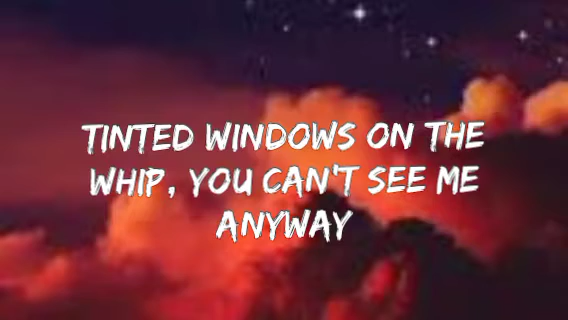 TINTED WINDOWS ON THE
WHIP, YOU CAN'T SEE ME
ANYWAY